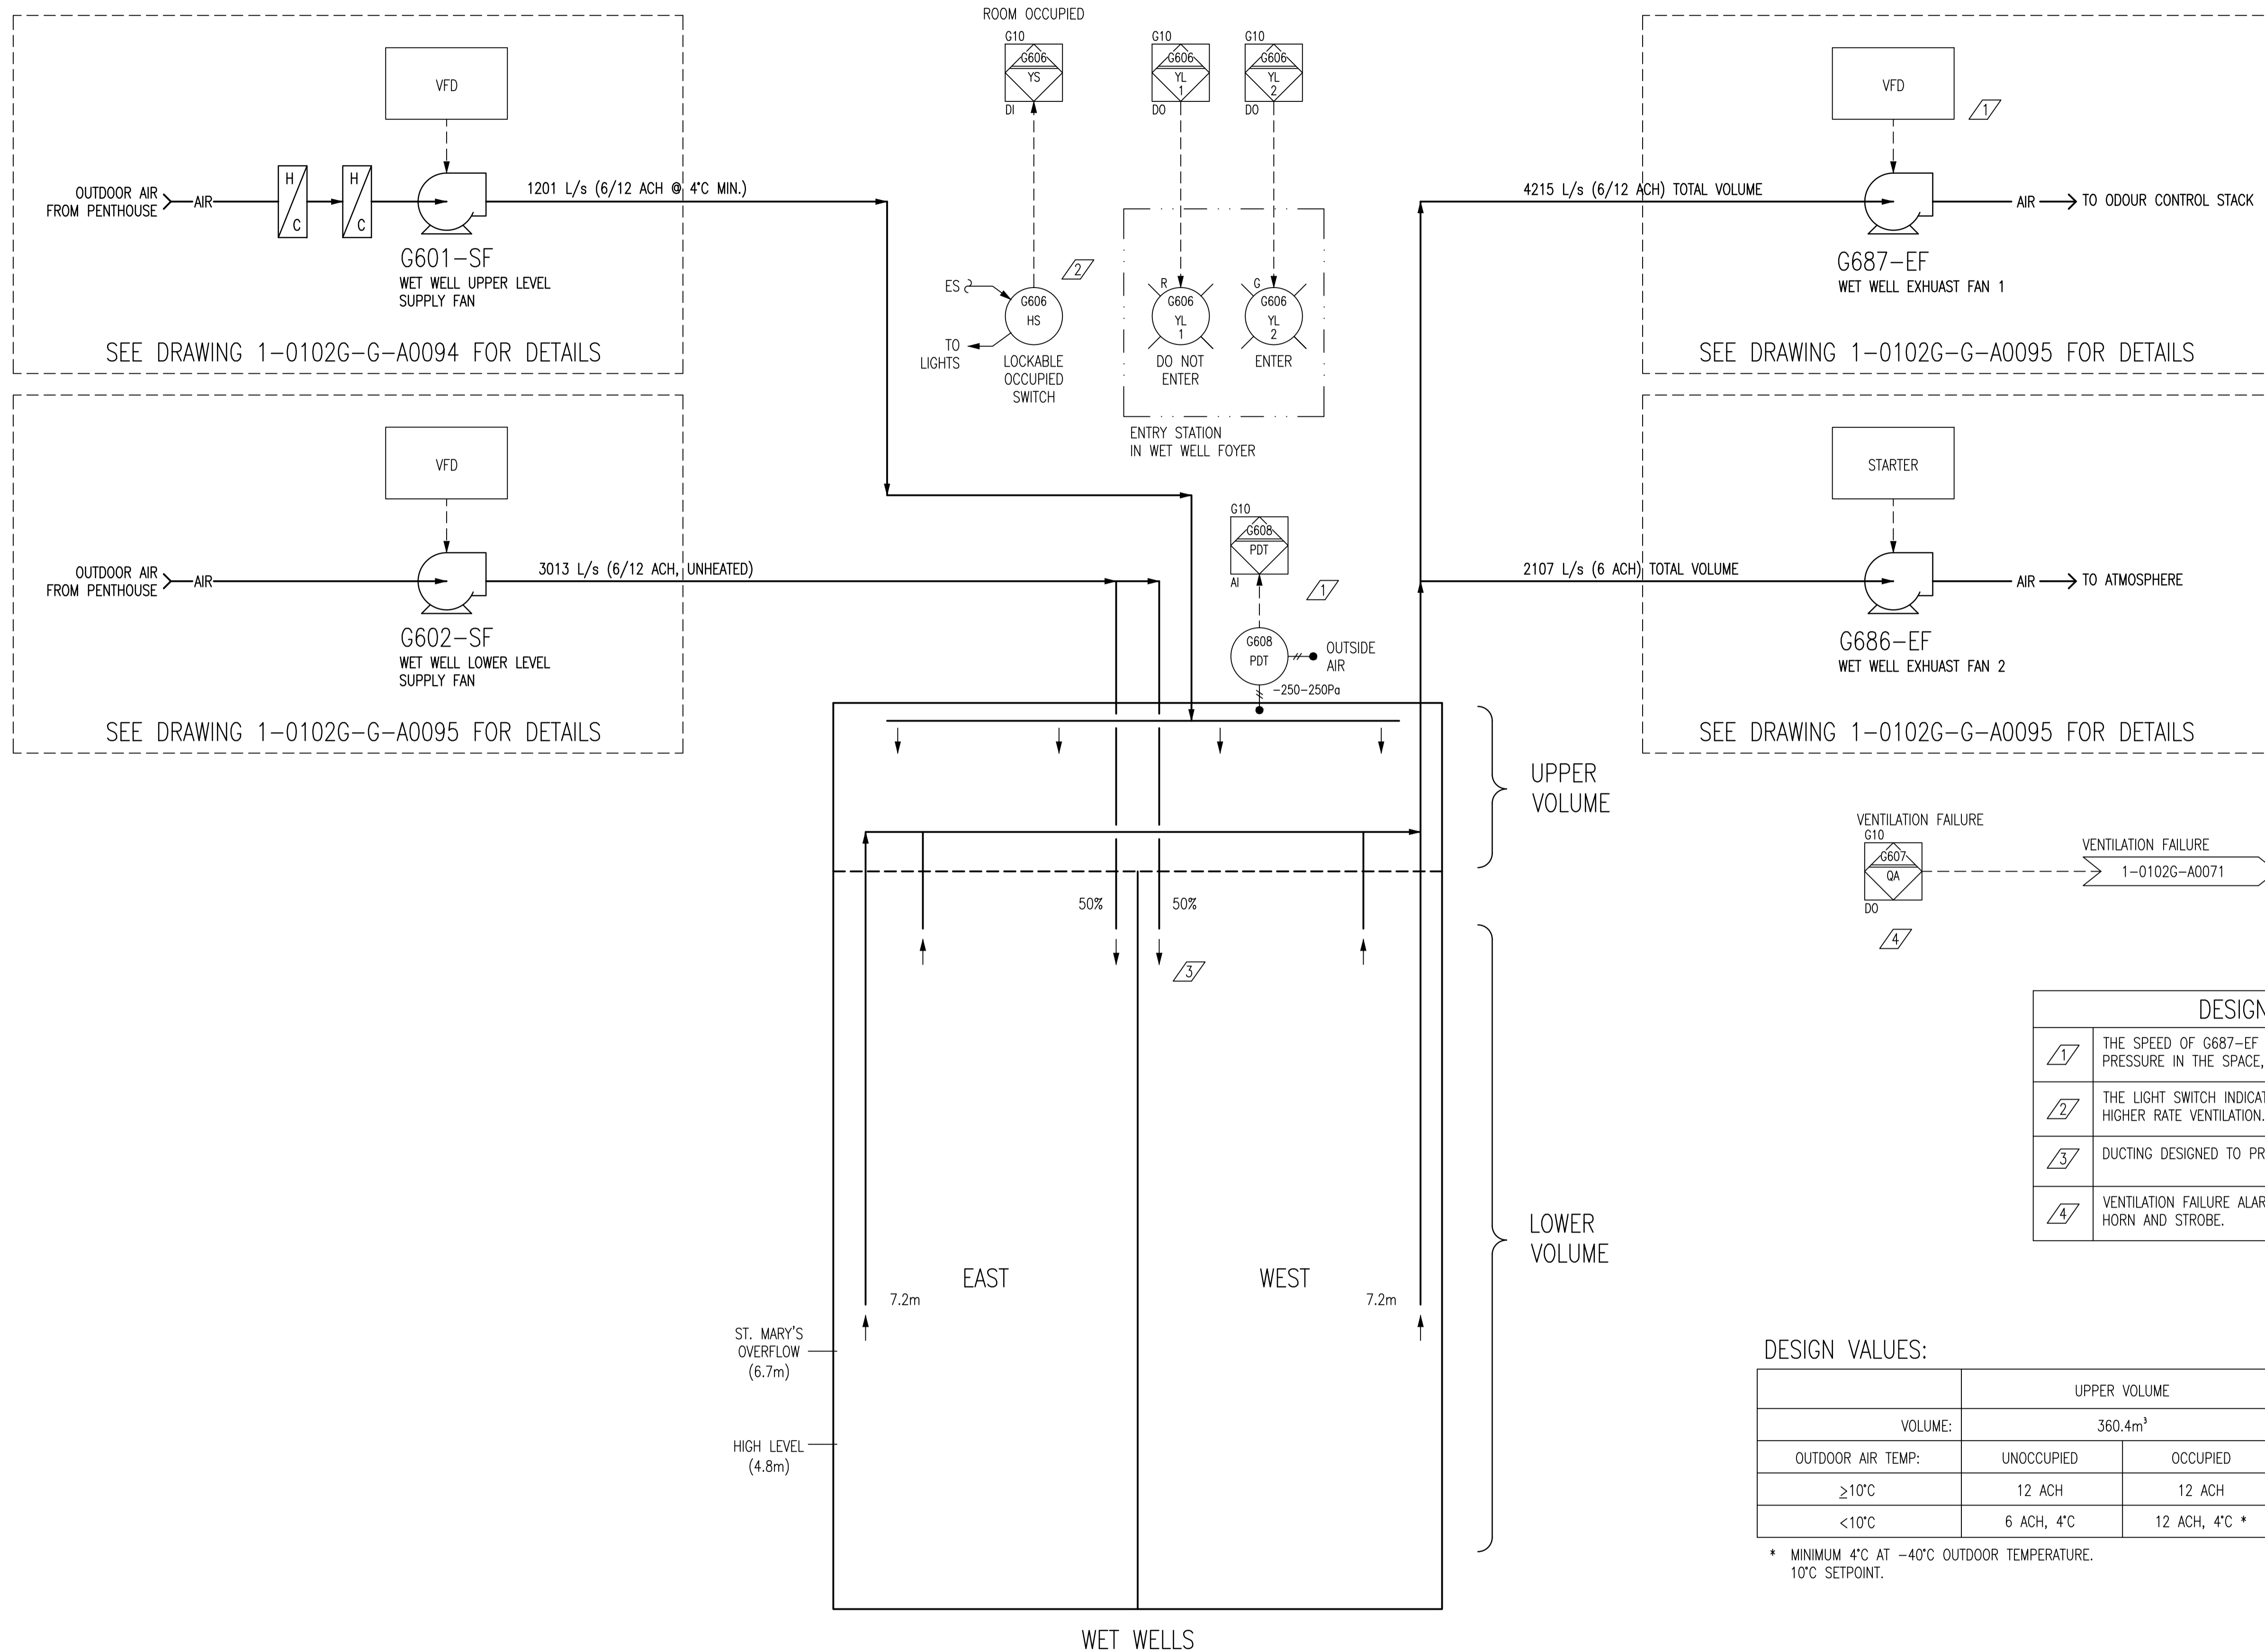 VFD
OUTDOOR AIR
FROM PENTHOUSE
AIR
H
C
H
C
1201 L/s (6/12 ACH @ 4°C MIN.)
G601-SF
WET WELL UPPER LEVEL
SUPPLY FAN
SEE DRAWING 1-0102G-G-A0094 FOR DETAILS
VFD
OUTDOOR AIR
FROM PENTHOUSE
AIR
3013 L/s (6/12 ACH, UNHEATED)
G602-SF
WET WELL LOWER LEVEL
SUPPLY FAN
SEE DRAWING 1-0102G-G-A0095 FOR DETAILS
ROOM OCCUPIED
G10
G606
YS
DI
G10
G606
YL
1
DO
G10
G606
YL
2
DO
2
ES
G606
HS
TO
LIGHTS
LOCKABLE
OCCUPIED
SWITCH
R
G606
YL
1
DO NOT
ENTER
G
G606
YL
2
ENTER
ENTRY STATION
IN WET WELL FOYER
G10
G608
PDT
AI
1
G608
PDT
OUTSIDE
AIR
-250-250Pa
VFD
1
4215 L/s (6/12 ACH) TOTAL VOLUME
AIR
TO ODOUR CONTROL STACK
G687-EF
WET WELL EXHUAST FAN 1
SEE DRAWING 1-0102G-G-A0095 FOR DETAILS
STARTER
2107 L/s (6 ACH) TOTAL VOLUME
AIR
TO ATMOSPHERE
G686-EF
WET WELL EXHUAST FAN 2
SEE DRAWING 1-0102G-G-A0095 FOR DETAILS
UPPER
VOLUME
50%
50%
3
LOWER
VOLUME
EAST
WEST
7.2m
7.2m
ST. MARY'S
OVERFLOW
(6.7m)
HIGH LEVEL
(4.8m)
WET WELLS
VENTILATION FAILURE
G10
G607
QA
DO
4
VENTILATION FAILURE
1-0102G-A0071
DESIGN
1
THE SPEED OF G687-EF
PRESSURE IN THE SPACE,
2
THE LIGHT SWITCH INDICAT
HIGHER RATE VENTILATION.
3
DUCTING DESIGNED TO PR
4
VENTILATION FAILURE ALAR
HORN AND STROBE.
DESIGN VALUES:
UPPER VOLUME
VOLUME: 360.4m³
OUTDOOR AIR TEMP: UNOCCUPIED OCCUPIED
≥10°C 12 ACH 12 ACH
<10°C 6 ACH, 4°C 12 ACH, 4°C *
* MINIMUM 4°C AT -40°C OUTDOOR TEMPERATURE.
10°C SETPOINT.